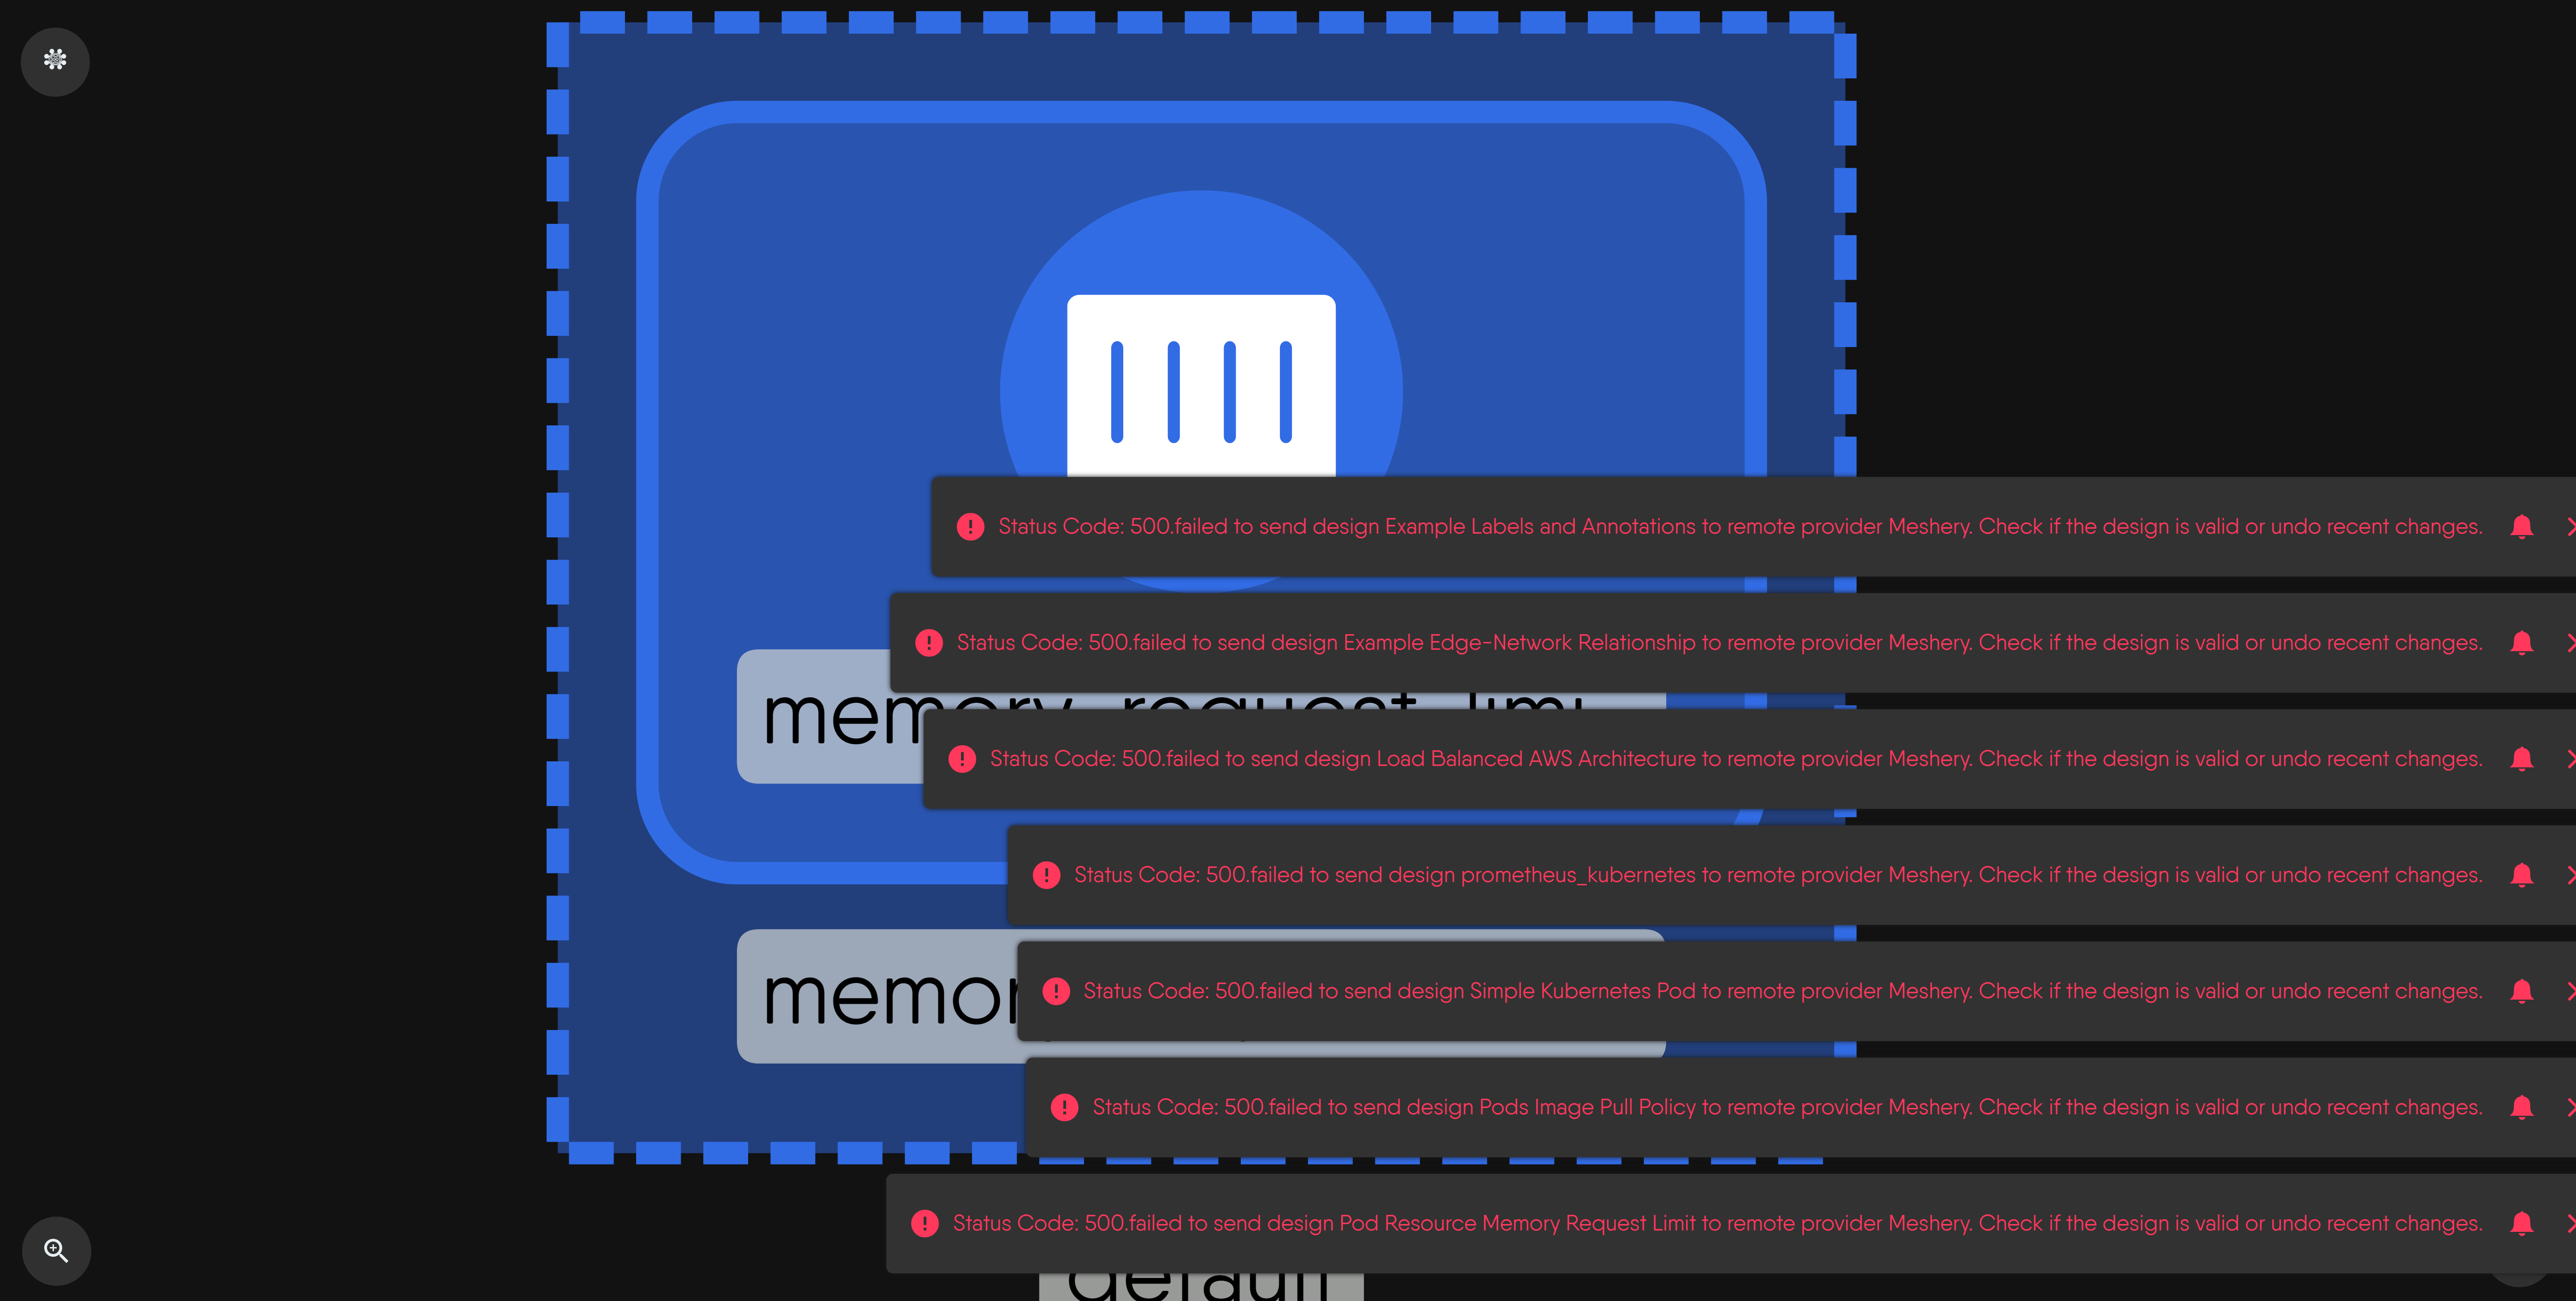 Status Code: 500.failed to send design Example Labels and Annotations to remote provider Meshery. Check if the design is valid or undo recent changes.
Status Code: 500.failed to send design Example Edge-Network Relationship to remote provider Meshery. Check if the design is valid or undo recent changes.
memory_request_limi
Status Code: 500.failed to send design Load Balanced AWS Architecture to remote provider Meshery. Check if the design is valid or undo recent changes.
Status Code: 500.failed to send design prometheus_kubernetes to remote provider Meshery. Check if the design is valid or undo recent changes.
Status Code: 500.failed to send design Simple Kubernetes Pod to remote provider Meshery. Check if the design is valid or undo recent changes.
memor
Status Code: 500.failed to send design Pods Image Pull Policy to remote provider Meshery. Check if the design is valid or undo recent changes.
Status Code: 500.failed to send design Pod Resource Memory Request Limit to remote provider Meshery. Check if the design is valid or undo recent changes.
default